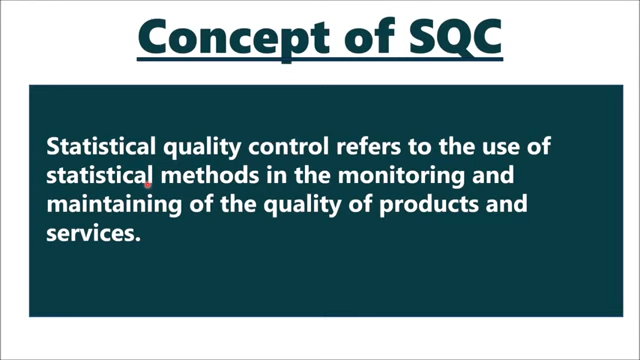 Concept of SQC
Statistical quality control refers to the use of
statistical methods in the monitoring and
maintaining of the quality of products and
services.